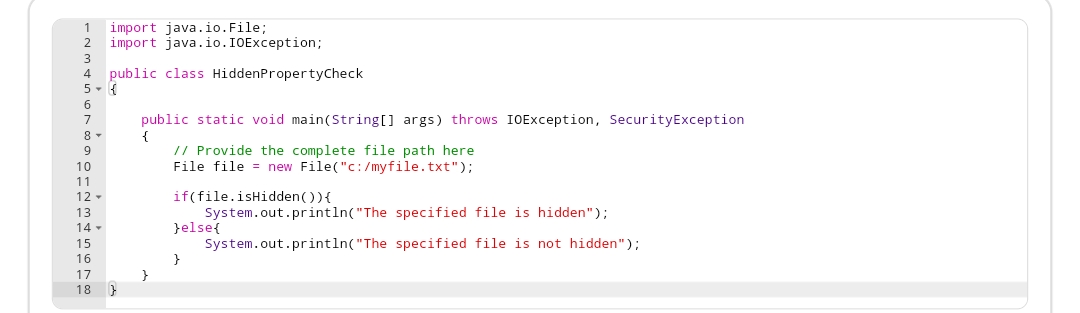 1 import java.io.File;
2 import java.io.IOException;
3
4 public class HiddenPropertyCheck
5 {
6
7     public static void main(String[] args) throws IOException, SecurityException
8     {
9         // Provide the complete file path here
10         File file = new File("c:/myfile.txt");
11
12         if(file.isHidden()){
13             System.out.println("The specified file is hidden");
14         }else{
15             System.out.println("The specified file is not hidden");
16         }
17     }
18 }